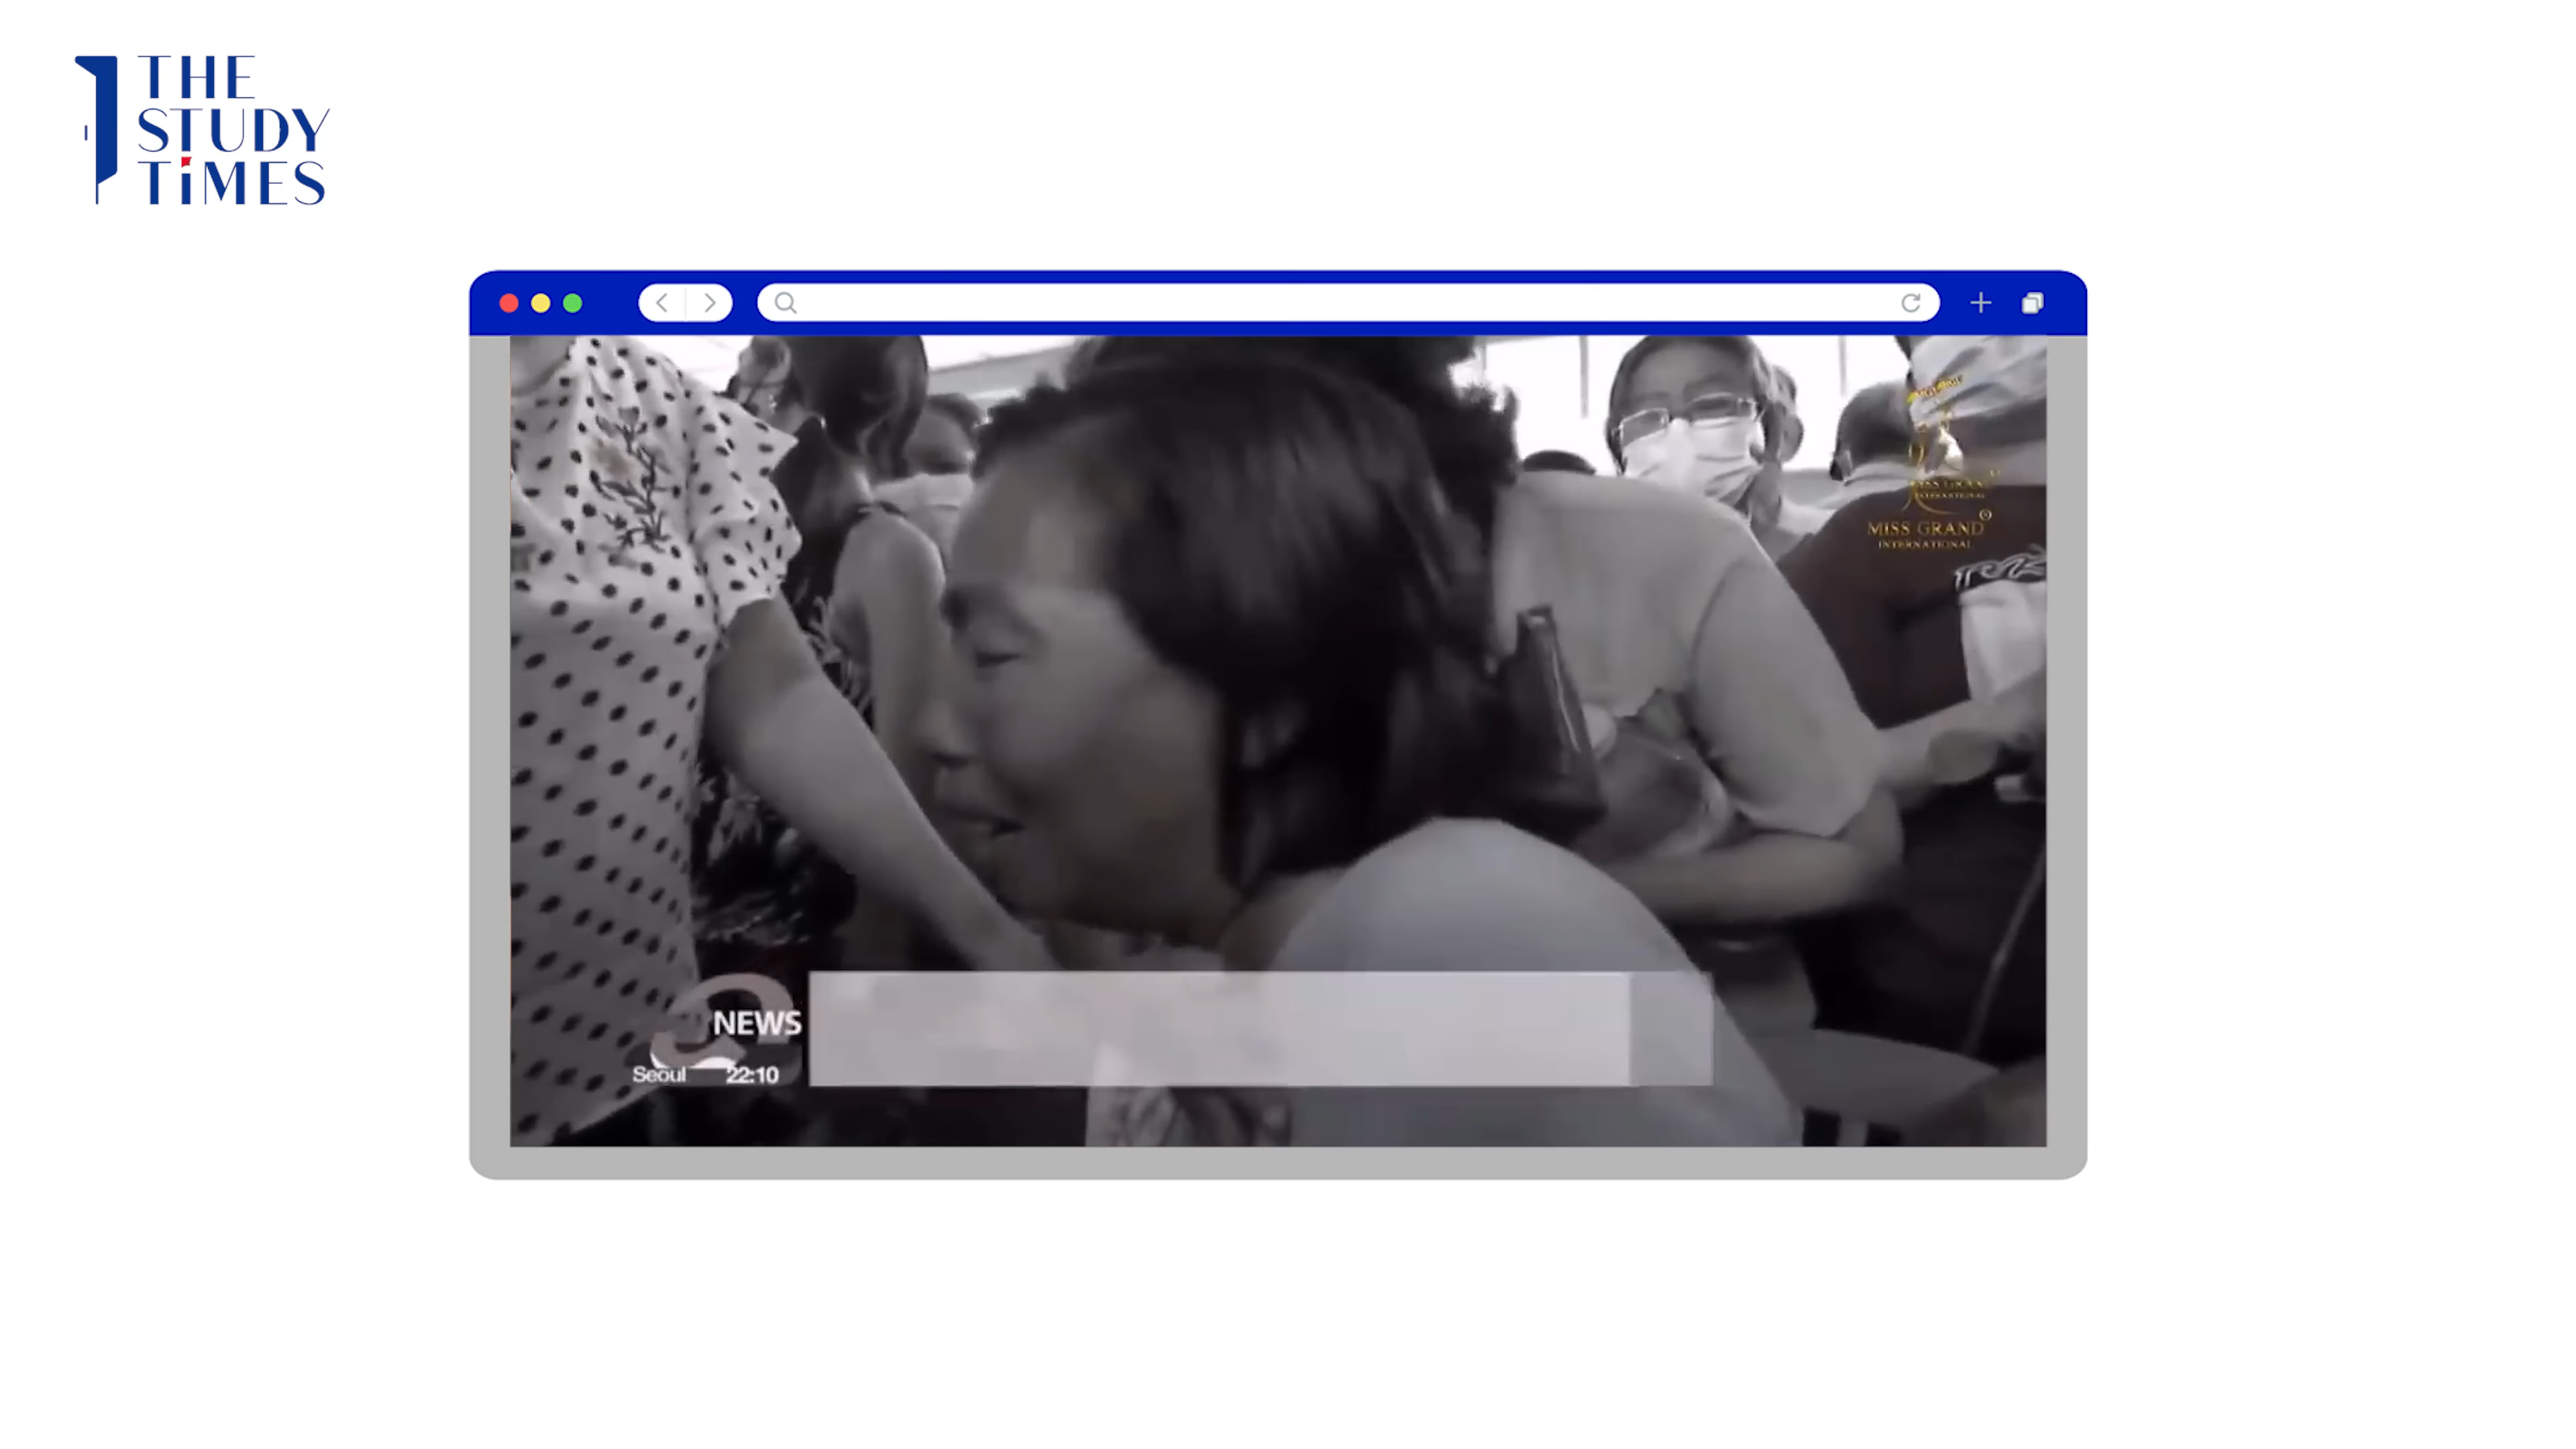 THE
STUDY
TiMES
MISS GRAND
INTERNATIONAL
NEWS
Seoul 22:10